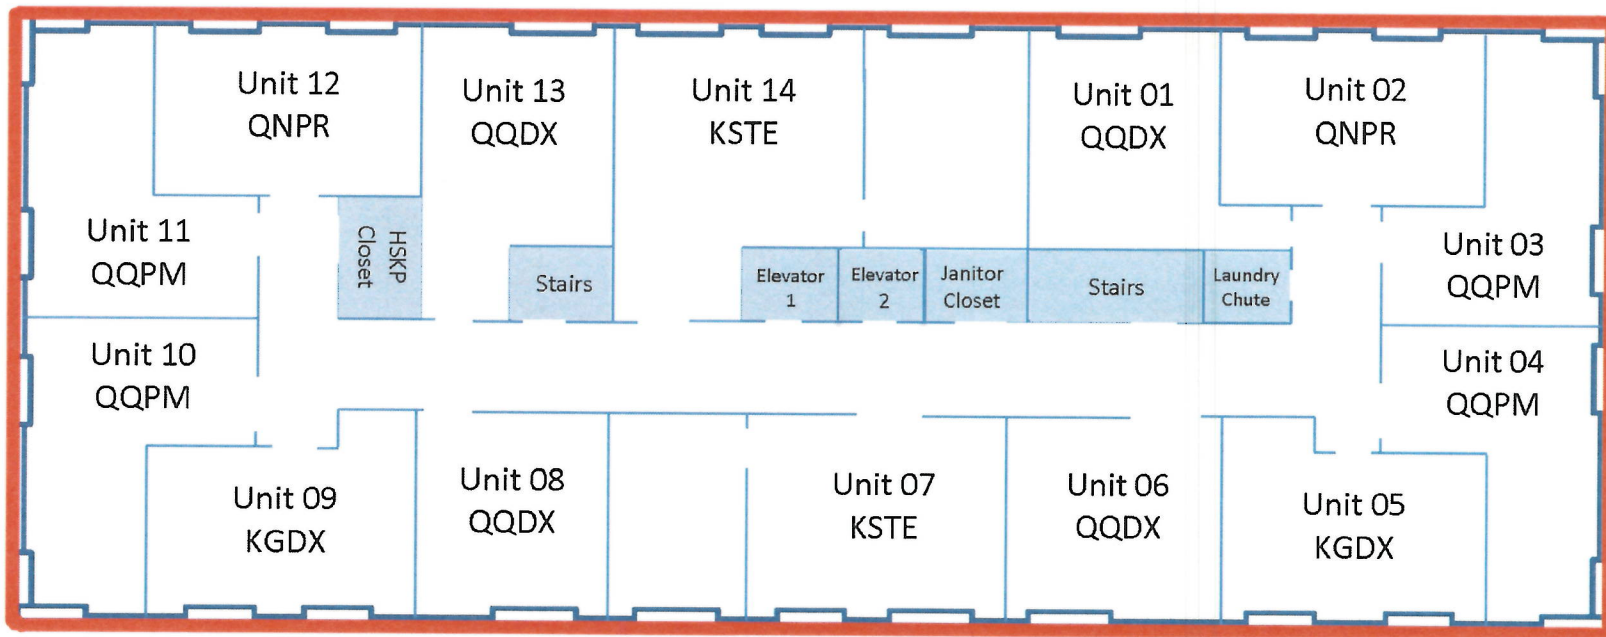 Unit 12
QNPR
Unit 13
QQDX
Unit 14
KSTE
Unit 01
QQDX
Unit 02
QNPR
Unit 11
QQPM
HSKP
Closet
Stairs
Elevator
1
Elevator
2
Janitor
Closet
Stairs
Laundry
Chute
Unit 03
QQPM
Unit 10
QQPM
Unit 04
QQPM
Unit 09
KGDX
Unit 08
QQDX
Unit 07
KSTE
Unit 06
QQDX
Unit 05
KGDX